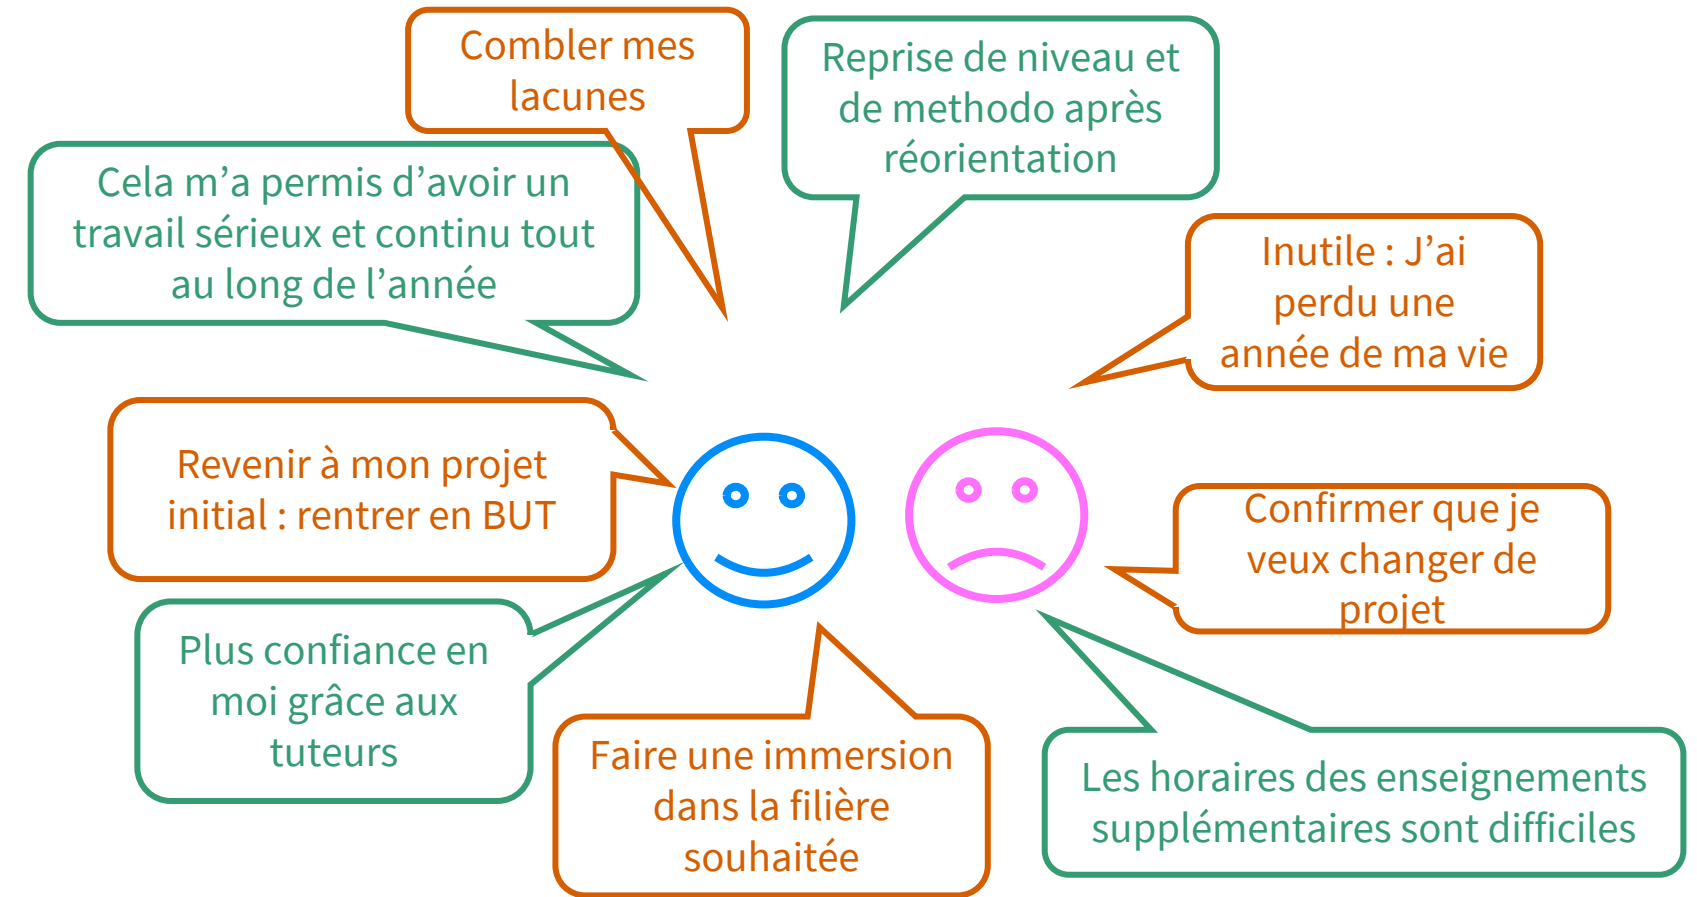 Combler mes
lacunes
Reprise de niveau et
de methodo après
réorientation
Cela m’a permis d’avoir un
travail sérieux et continu tout
au long de l’année
Inutile : J’ai
perdu une
année de ma vie
Revenir à mon projet
initial : rentrer en BUT
Confirmer que je
veux changer de
projet
Plus confiance en
moi grâce aux
tuteurs
Faire une immersion
dans la filière
souhaitée
Les horaires des enseignements
supplémentaires sont difficiles